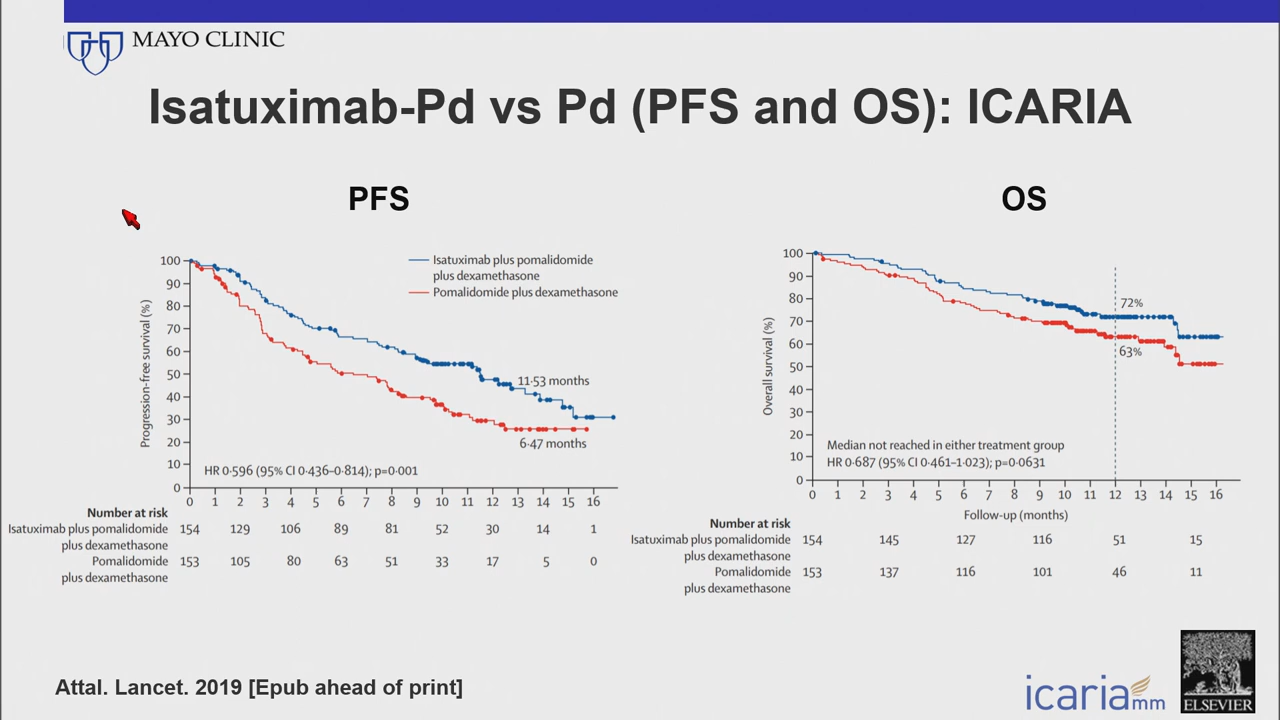 MAYO CLINIC
Isatuximab-Pd vs Pd (PFS and OS): ICARIA
PFS
100
90
80
70
60
50
40
30
20
10
0
Progression-free survival (%)
Isatuximab plus pomalidomide
plus dexamethasone
Pomalidomide plus dexamethasone
11·53 months
6·47 months
HR 0·596 (95% CI 0·436–0·814); p=0·001
0 1 2 3 4 5 6 7 8 9 10 11 12 13 14 15 16
Number at risk
Isatuximab plus pomalidomide 154 129 106 89 81 52 30 14 1
plus dexamethasone
Pomalidomide 153 105 80 63 51 33 17 5 0
plus dexamethasone
OS
100
90
80
70
60
50
40
30
20
10
0
Overall survival (%)
72%
63%
Median not reached in either treatment group
HR 0·687 (95% CI 0·461–1·023); p=0·0631
0 1 2 3 4 5 6 7 8 9 10 11 12 13 14 15 16
Follow-up (months)
Number at risk
Isatuximab plus pomalidomide 154 145 127 116 51 15
plus dexamethasone
Pomalidomide 153 137 116 101 46 11
plus dexamethasone
Attal. Lancet. 2019 [Epub ahead of print]
icaria mm
ELSEVIER